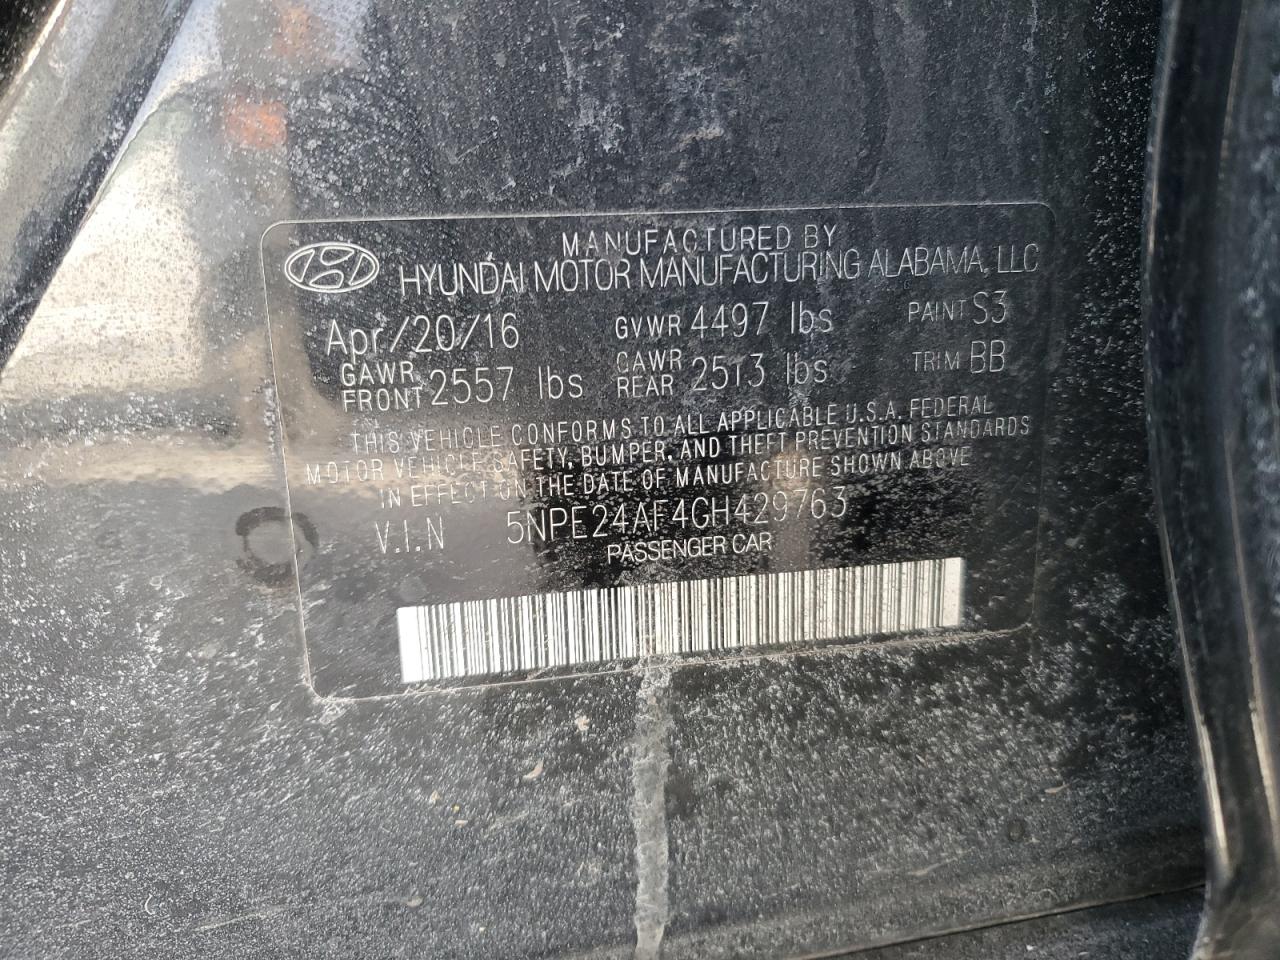 MANUFACTURED BY
HYUNDAI MOTOR MANUFACTURING ALABAMA, LLC
Apr/20/16 GVWR 4497 lbs PAINT S3
GAWR FRONT 2557 lbs GAWR REAR 2513 lbs TRIM BB
THIS VEHICLE CONFORMS TO ALL APPLICABLE U.S.A. FEDERAL
MOTOR VEHICLE SAFETY, BUMPER, AND THEFT PREVENTION STANDARDS
IN EFFECT ON THE DATE OF MANUFACTURE SHOWN ABOVE
V.I.N 5NPE24AF4GH429763
PASSENGER CAR